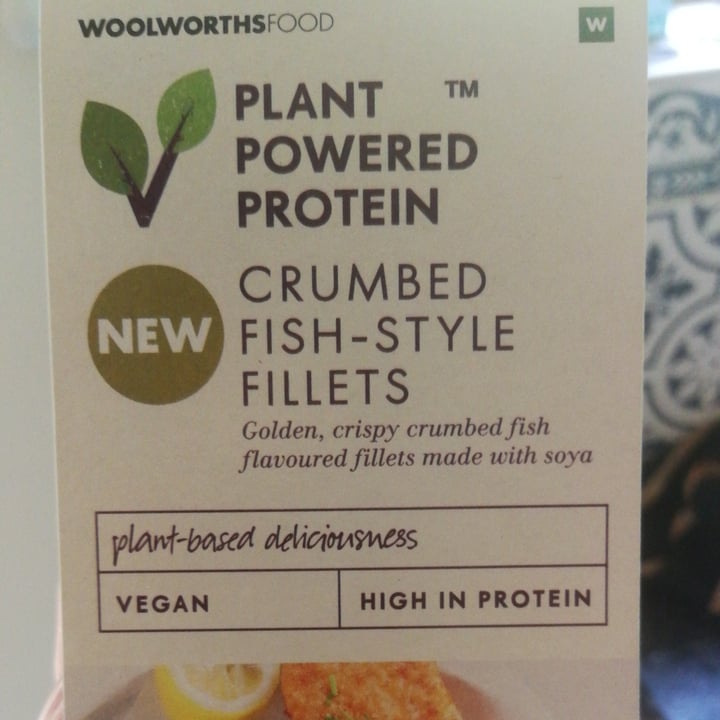 WOOLWORTHSFOOD
W
PLANT ™
POWERED
PROTEIN
NEW
CRUMBED
FISH-STYLE
FILLETS
Golden, crispy crumbed fish
flavoured fillets made with soya
plant-based deliciousness
VEGAN
HIGH IN PROTEIN